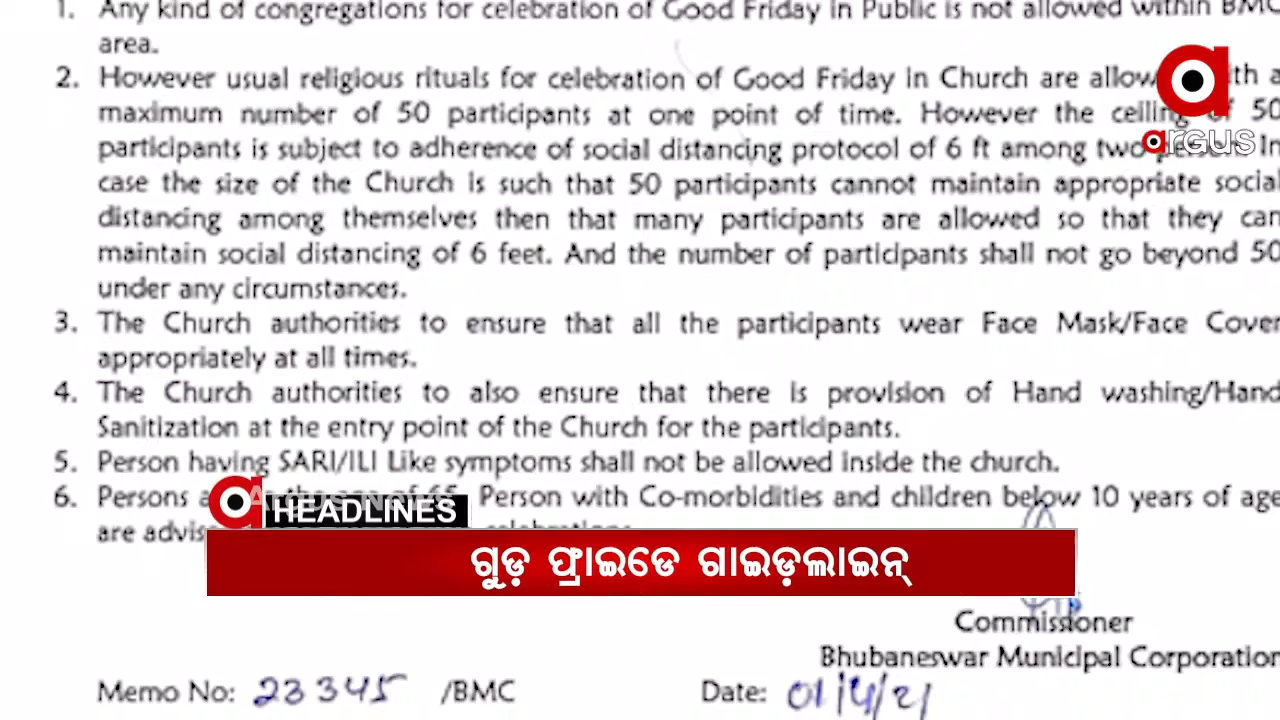 1. Any kind of congregations for celebration of Good Friday in Public is not allowed within BMC
area.
2. However usual religious rituals for celebration of Good Friday in Church are allow th a
maximum number of 50 participants at one point of time. However the ceiling of 50
participants is subject to adherence of social distancing protocol of 6 ft among two In
case the size of the Church is such that 50 participants cannot maintain appropriate social
distancing among themselves then that many participants are allowed so that they can
maintain social distancing of 6 feet. And the number of participants shall not go beyond 50
under any circumstances.
3. The Church authorities to ensure that all the participants wear Face Mask/Face Cover
appropriately at all times.
4. The Church authorities to also ensure that there is provision of Hand washing/Hand
Sanitization at the entry point of the Church for the participants.
5. Person having SARI/ILI Like symptoms shall not be allowed inside the church.
6. Persons Person with Co-morbidities and children below 10 years of age
are advis
argus
HEADLINES
ଗୁଡ଼ ଫ୍ରାଇଡେ ଗାଇଡ଼ଲାଇନ୍
Commissioner
Bhubaneswar Municipal Corporation
Memo No: 23345 /BMC Date: 01/4/21